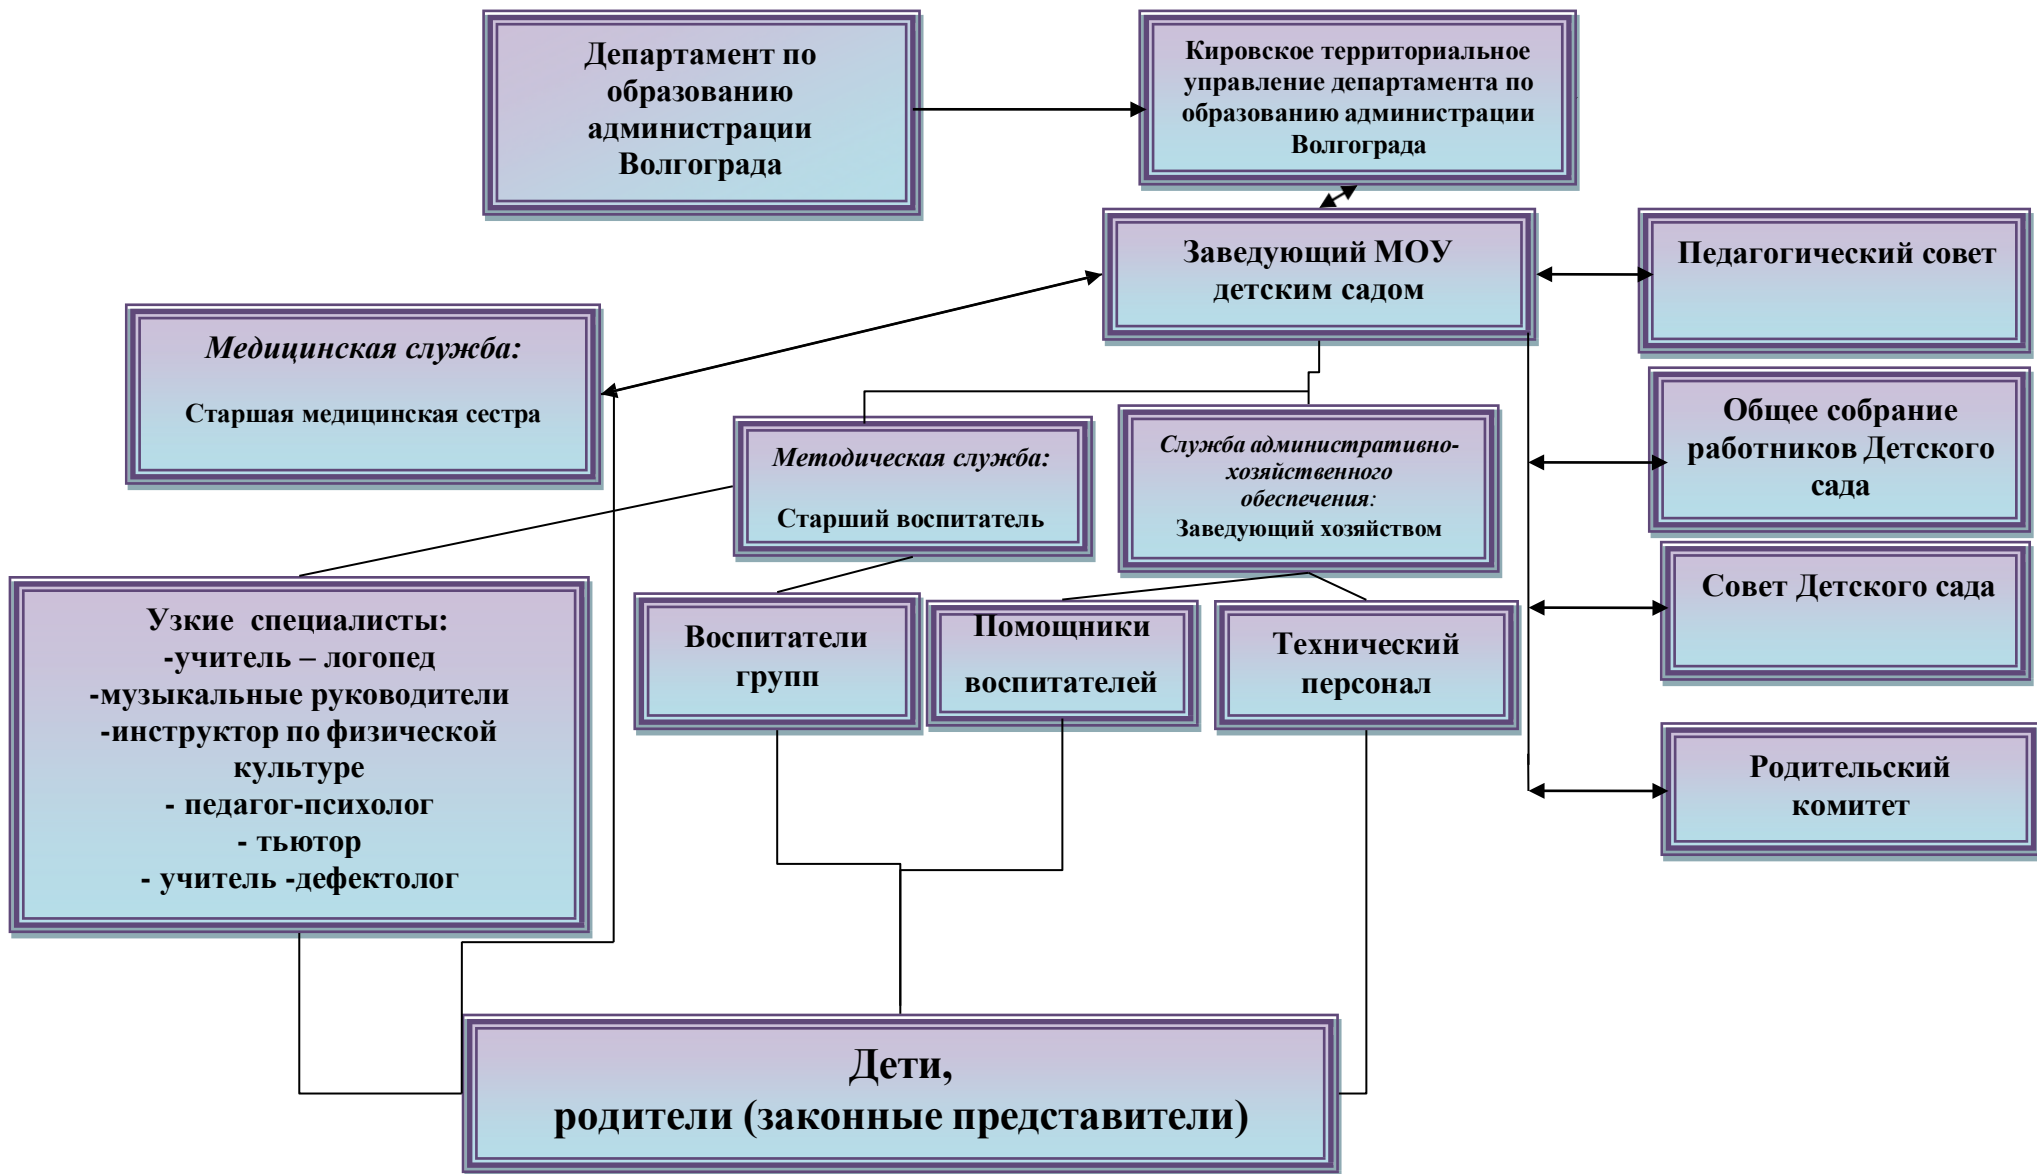 Департамент по
образованию
администрации
Волгограда
Кировское территориальное
управление департамента по
образованию администрации
Волгограда
Заведующий МОУ
детским садом
Педагогический совет
Медицинская служба:
Старшая медицинская сестра
Общее собрание
работников Детского
сада
Методическая служба:
Старший воспитатель
Служба административно-
хозяйственного
обеспечения:
Заведующий хозяйством
Совет Детского сада
Узкие  специалисты:
-учитель – логопед
-музыкальные руководители
-инструктор по физической
культуре
- педагог-психолог
- тьютор
- учитель -дефектолог
Воспитатели
групп
Помощники
воспитателей
Технический
персонал
Родительский
комитет
Дети,
родители (законные представители)